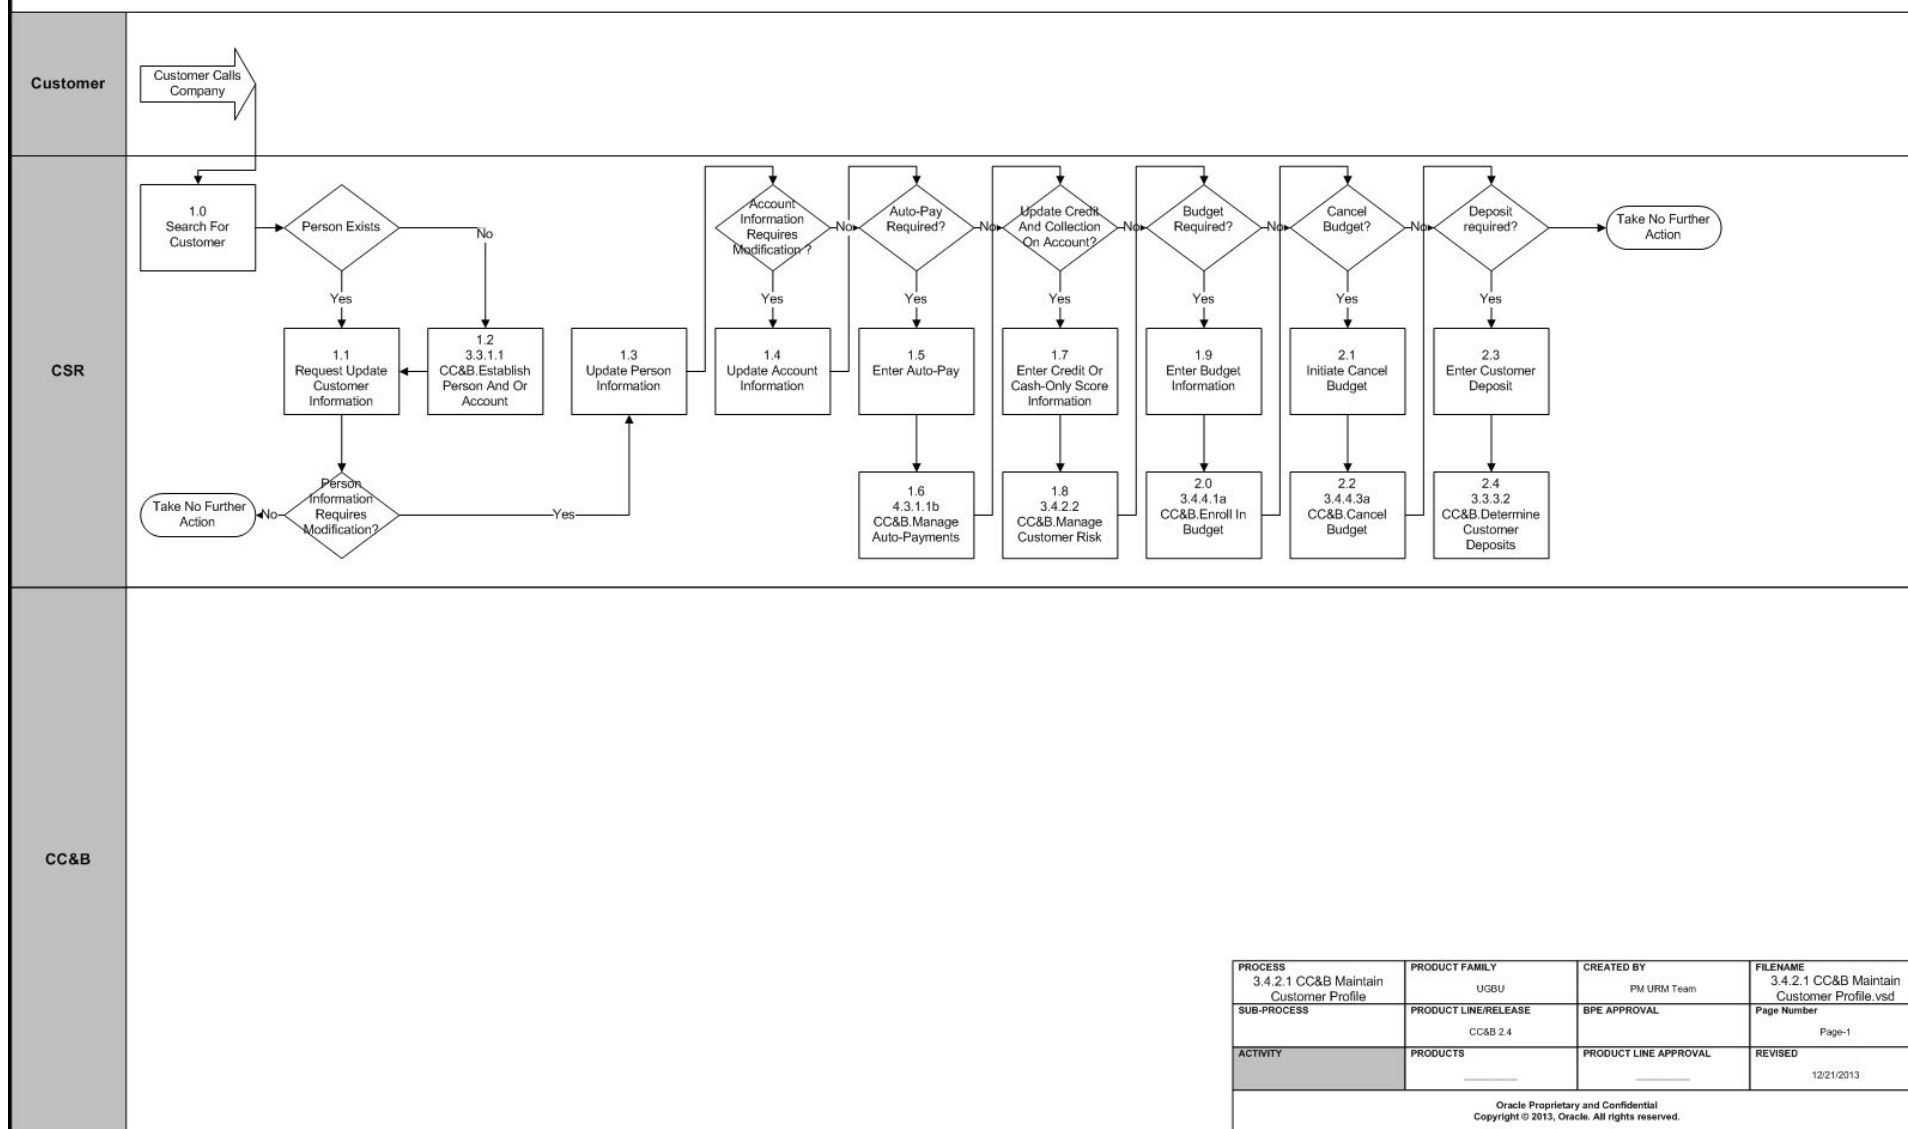 Customer
Customer Calls
Company
CSR
1.0
Search For
Customer
Person Exists
No
Yes
1.1
Request Update
Customer
Information
1.2
3.3.1.1
CC&B.Establish
Person And Or
Account
Person
Information
Requires
Modification?
No
Take No Further
Action
Yes
1.3
Update Person
Information
Account
Information
Requires
Modification ?
No
Yes
1.4
Update Account
Information
Auto-Pay
Required?
No
Yes
1.5
Enter Auto-Pay
1.6
4.3.1.1b
CC&B.Manage
Auto-Payments
Update Credit
And Collection
On Account?
No
Yes
1.7
Enter Credit Or
Cash-Only Score
Information
1.8
3.4.2.2
CC&B.Manage
Customer Risk
Budget
Required?
No
Yes
1.9
Enter Budget
Information
2.0
3.4.4.1a
CC&B.Enroll In
Budget
Cancel
Budget?
No
Yes
2.1
Initiate Cancel
Budget
2.2
3.4.4.3a
CC&B.Cancel
Budget
Deposit
required?
Yes
2.3
Enter Customer
Deposit
2.4
3.3.3.2
CC&B.Determine
Customer
Deposits
Take No Further
Action
CC&B
PROCESS
3.4.2.1 CC&B Maintain
Customer Profile
PRODUCT FAMILY
UGBU
CREATED BY
PM URM Team
FILENAME
3.4.2.1 CC&B Maintain
Customer Profile.vsd
SUB-PROCESS
PRODUCT LINE/RELEASE
CC&B 2.4
BPE APPROVAL
Page Number
Page-1
ACTIVITY
PRODUCTS
PRODUCT LINE APPROVAL
REVISED
12/21/2013
Oracle Proprietary and Confidential
Copyright © 2013, Oracle. All rights reserved.